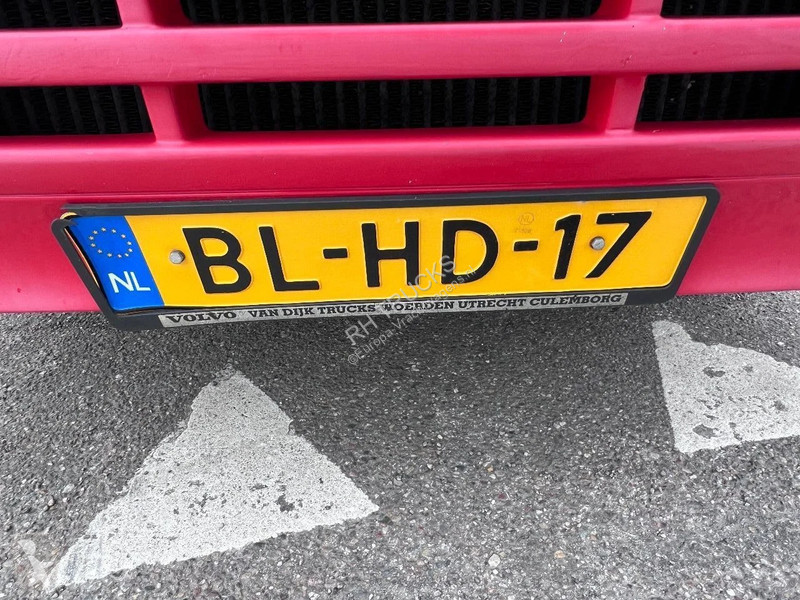 BL-HD-17
NL
VOLVO VAN DIJK TRUCKS WOERDEN UTRECHT CULEMBORG
RH TRUCKS